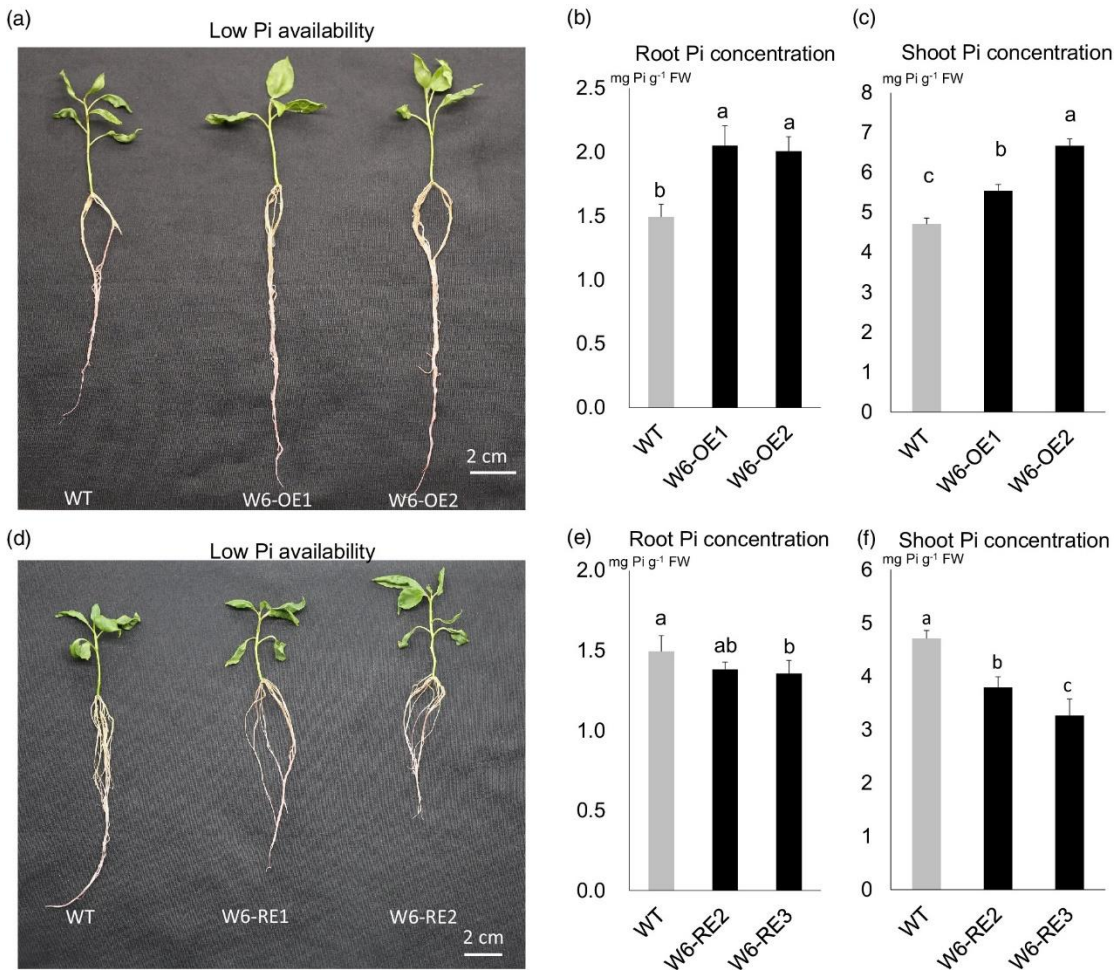 (a)
Low Pi availability
WT
W6-OE1
W6-OE2
2 cm
(b)
Root Pi concentration
mg Pi g⁻¹ FW
2.5
2.0
1.5
1.0
0.5
0.0
b
a
a
WT
W6-OE1
W6-OE2
(c)
Shoot Pi concentration
mg Pi g⁻¹ FW
8
7
6
5
4
3
2
1
0
c
b
a
WT
W6-OE1
W6-OE2
(d)
Low Pi availability
WT
W6-RE1
W6-RE2
2 cm
(e)
Root Pi concentration
mg Pi g⁻¹ FW
2.0
1.5
1.0
0.5
0.0
a
ab
b
WT
W6-RE2
W6-RE3
(f)
Shoot Pi concentration
mg Pi g⁻¹ FW
6
5
4
3
2
1
0
a
b
c
WT
W6-RE2
W6-RE3